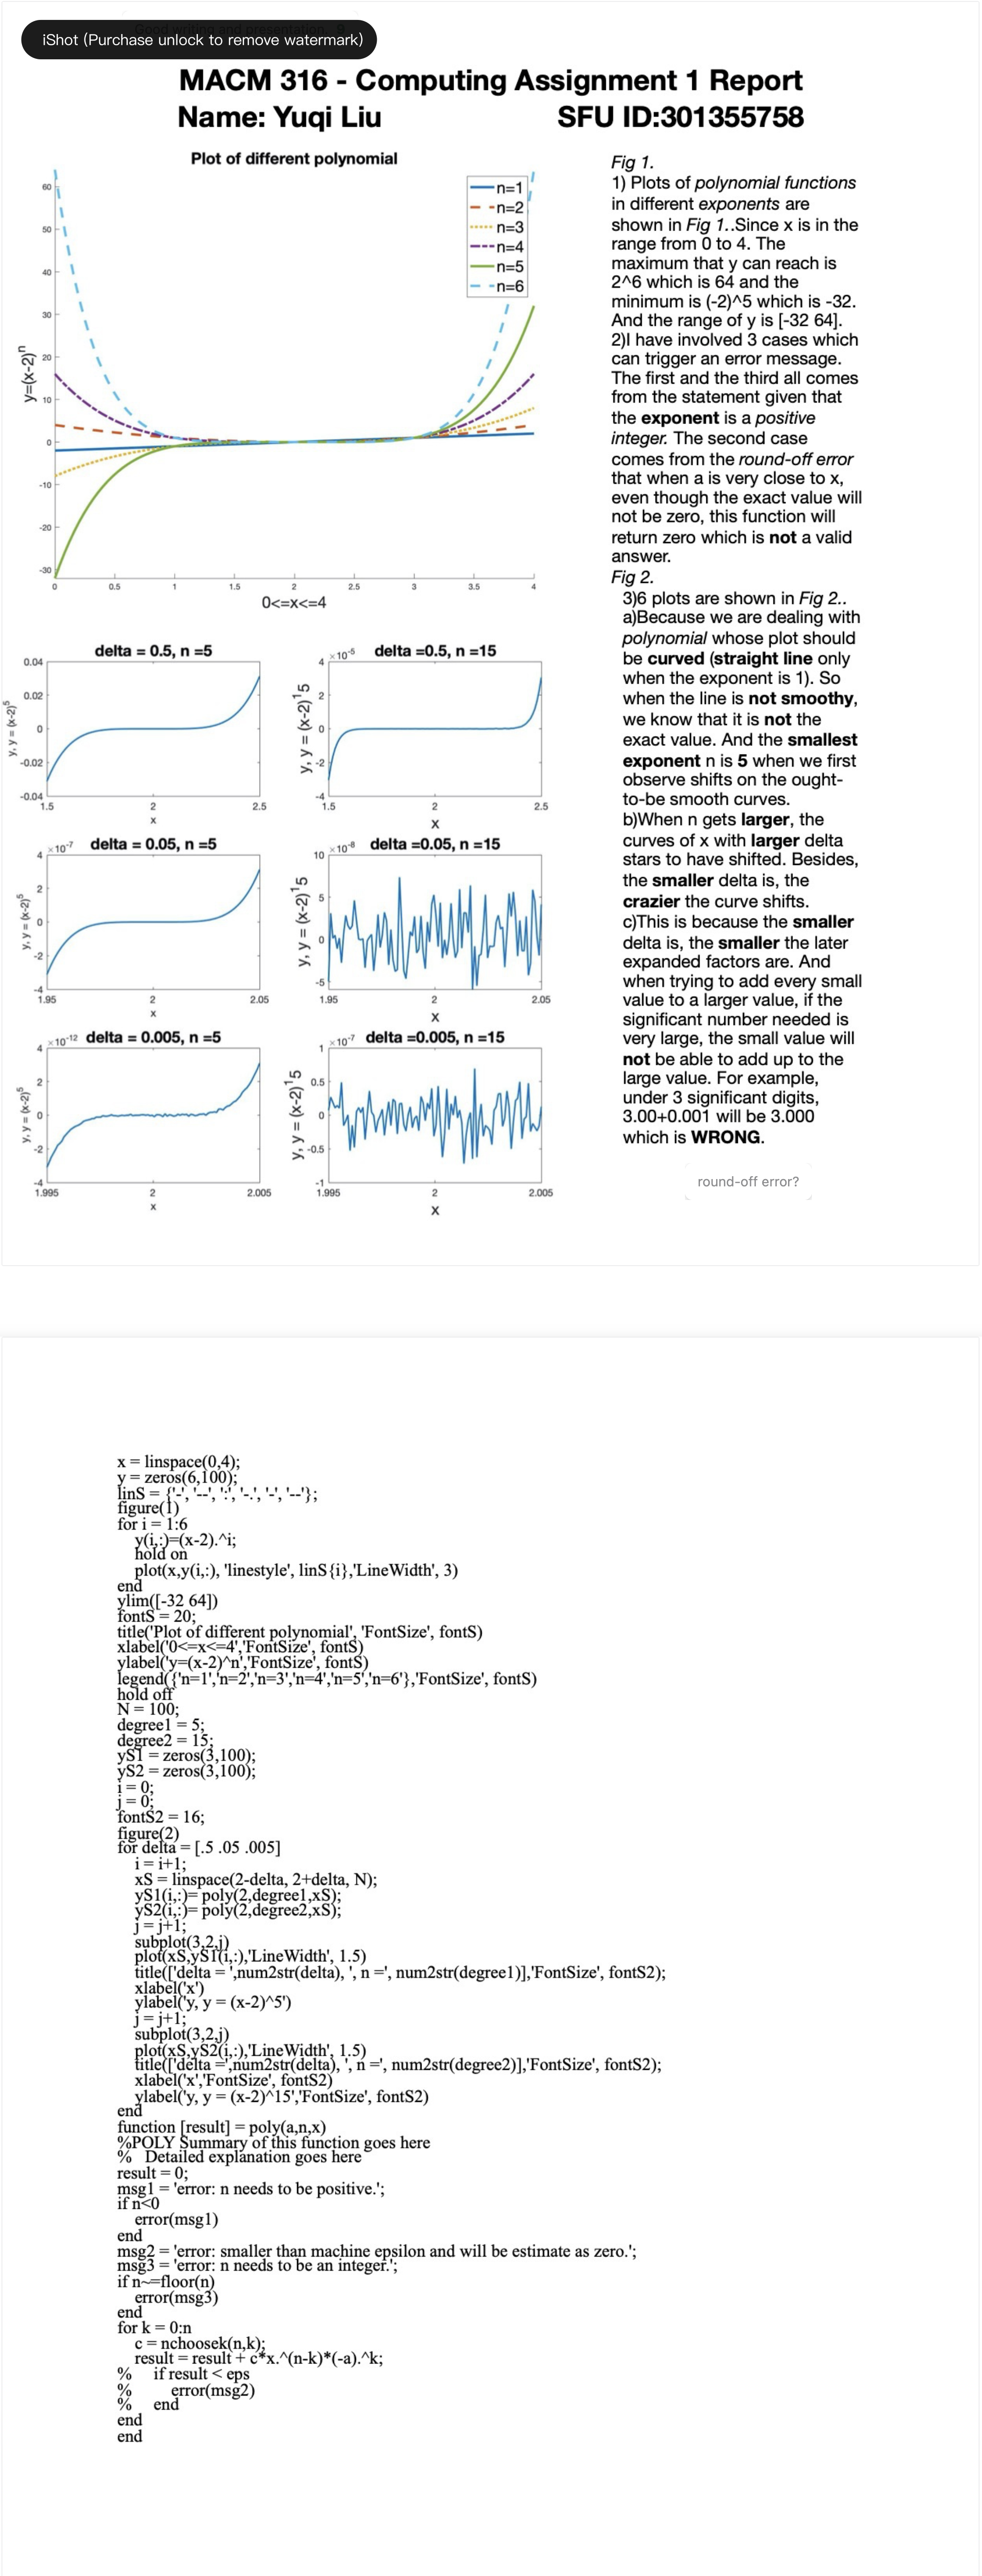 Good writing and presentation
iShot (Purchase unlock to remove watermark)
MACM 316 - Computing Assignment 1 Report
Name: Yuqi Liu SFU ID:301355758
Plot of different polynomial
60
50
40
30
20
10
0
-10
-20
-30
y=(x-2)^n
n=1
n=2
n=3
n=4
n=5
n=6
0 0.5 1 1.5 2 2.5 3 3.5 4
0<=x<=4
Fig 1.
1) Plots of polynomial functions
in different exponents are
shown in Fig 1..Since x is in the
range from 0 to 4. The
maximum that y can reach is
2^6 which is 64 and the
minimum is (-2)^5 which is -32.
And the range of y is [-32 64].
2)I have involved 3 cases which
can trigger an error message.
The first and the third all comes
from the statement given that
the exponent is a positive
integer. The second case
comes from the round-off error
that when a is very close to x,
even though the exact value will
not be zero, this function will
return zero which is not a valid
answer.
Fig 2.
3)6 plots are shown in Fig 2..
a)Because we are dealing with
polynomial whose plot should
be curved (straight line only
when the exponent is 1). So
when the line is not smoothy,
we know that it is not the
exact value. And the smallest
exponent n is 5 when we first
observe shifts on the ought-
to-be smooth curves.
b)When n gets larger, the
curves of x with larger delta
stars to have shifted. Besides,
the smaller delta is, the
crazier the curve shifts.
c)This is because the smaller
delta is, the smaller the later
expanded factors are. And
when trying to add every small
value to a larger value, if the
significant number needed is
very large, the small value will
not be able to add up to the
large value. For example,
under 3 significant digits,
3.00+0.001 will be 3.000
which is WRONG.
round-off error?
delta = 0.5, n =5
0.04
0.02
0
-0.02
-0.04
y, y = (x-2)^5
1.5 2 2.5
x
delta =0.5, n =15
×10^-5
4
2
0
-2
-4
y, y = (x-2)^15
1.5 2 2.5
x
delta = 0.05, n =5
×10^-7
4
2
0
-2
-4
y, y = (x-2)^5
1.95 2 2.05
x
delta =0.05, n =15
×10^-8
10
5
0
-5
y, y = (x-2)^15
1.95 2 2.05
x
delta = 0.005, n =5
×10^-12
4
2
0
-2
-4
y, y = (x-2)^5
1.995 2 2.005
x
delta =0.005, n =15
×10^-7
1
0.5
0
-0.5
-1
y, y = (x-2)^15
1.995 2 2.005
x
x = linspace(0,4);
y = zeros(6,100);
linS = {'-', '--', ':', '-.', '-', '--'};
figure(1)
for i = 1:6
y(i,:)=(x-2).^i;
hold on
plot(x,y(i,:), 'linestyle', linS{i},'LineWidth', 3)
end
ylim([-32 64])
fontS = 20;
title('Plot of different polynomial', 'FontSize', fontS)
xlabel('0<=x<=4','FontSize', fontS)
ylabel('y=(x-2)^n','FontSize', fontS)
legend({'n=1','n=2','n=3','n=4','n=5','n=6'},'FontSize', fontS)
hold off
N = 100;
degree1 = 5;
degree2 = 15;
yS1 = zeros(3,100);
yS2 = zeros(3,100);
i = 0;
j = 0;
fontS2 = 16;
figure(2)
for delta = [.5 .05 .005]
i = i+1;
xS = linspace(2-delta, 2+delta, N);
yS1(i,:)= poly(2,degree1,xS);
yS2(i,:)= poly(2,degree2,xS);
j = j+1;
subplot(3,2,j)
plot(xS,yS1(i,:),'LineWidth', 1.5)
title(['delta = ',num2str(delta), ', n =', num2str(degree1)],'FontSize', fontS2);
xlabel('x')
ylabel('y, y = (x-2)^5')
j = j+1;
subplot(3,2,j)
plot(xS,yS2(i,:),'LineWidth', 1.5)
title(['delta =',num2str(delta), ', n =', num2str(degree2)],'FontSize', fontS2);
xlabel('x','FontSize', fontS2)
ylabel('y, y = (x-2)^15','FontSize', fontS2)
end
function [result] = poly(a,n,x)
%POLY Summary of this function goes here
% Detailed explanation goes here
result = 0;
msg1 = 'error: n needs to be positive.';
if n<0
error(msg1)
end
msg2 = 'error: smaller than machine epsilon and will be estimate as zero.';
msg3 = 'error: n needs to be an integer.';
if n~=floor(n)
error(msg3)
end
for k = 0:n
c = nchoosek(n,k);
result = result + c*x.^(n-k)*(-a).^k;
% if result < eps
% error(msg2)
% end
end
end